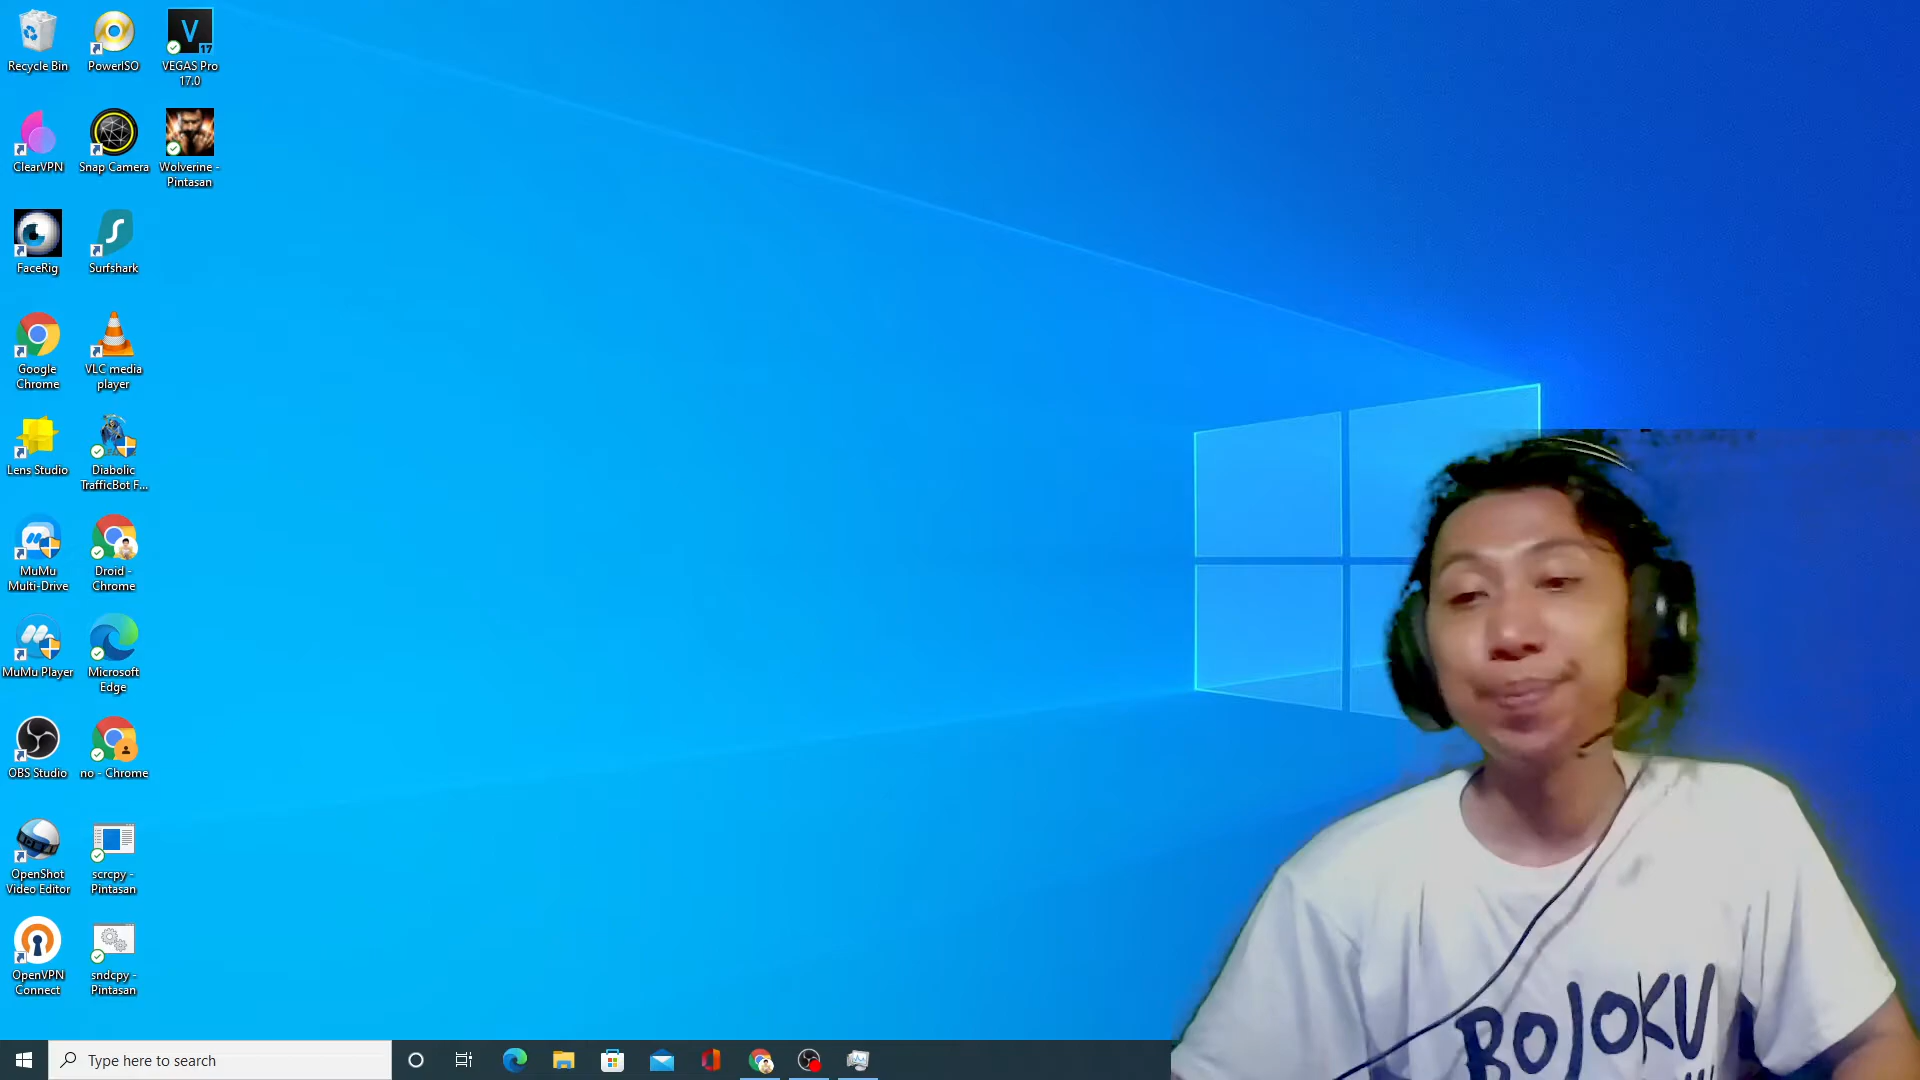 Recycle Bin
PowerISO
VEGAS Pro
17.0
ClearVPN
Snap Camera
Wolverine -
Pintasan
FaceRig
Surfshark
Google
Chrome
VLC media
player
Lens Studio
Diabolic
TrafficBot F...
MuMu
Multi-Drive
Droid -
Chrome
MuMu Player
Microsoft
Edge
OBS Studio
no - Chrome
OpenShot
Video Editor
scrcpy -
Pintasan
OpenVPN
Connect
sndcpy -
Pintasan
Type here to search
BOJOKU